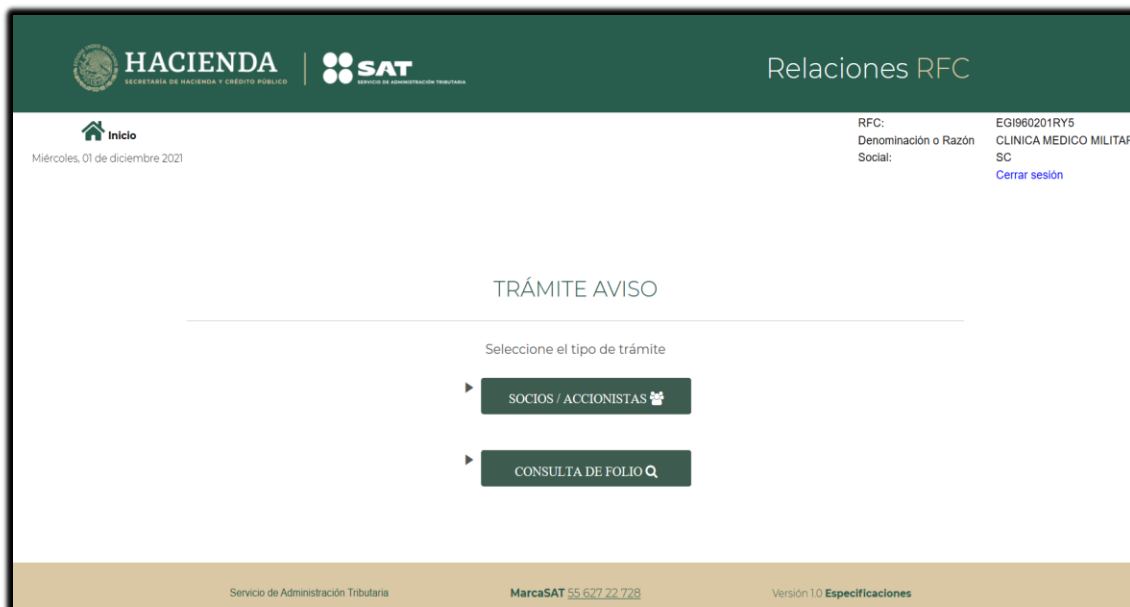 HACIENDA
SECRETARÍA DE HACIENDA Y CRÉDITO PÚBLICO
SAT
SERVICIO DE ADMINISTRACIÓN TRIBUTARIA
Relaciones RFC
Inicio
Miércoles, 01 de diciembre 2021
RFC: EGI960201RY5
Denominación o Razón CLINICA MEDICO MILITAR
Social: SC
Cerrar sesión
TRÁMITE AVISO
Seleccione el tipo de trámite
SOCIOS / ACCIONISTAS
CONSULTA DE FOLIO
Servicio de Administración Tributaria MarcaSAT 55 627 22 728 Versión 1.0 Especificaciones